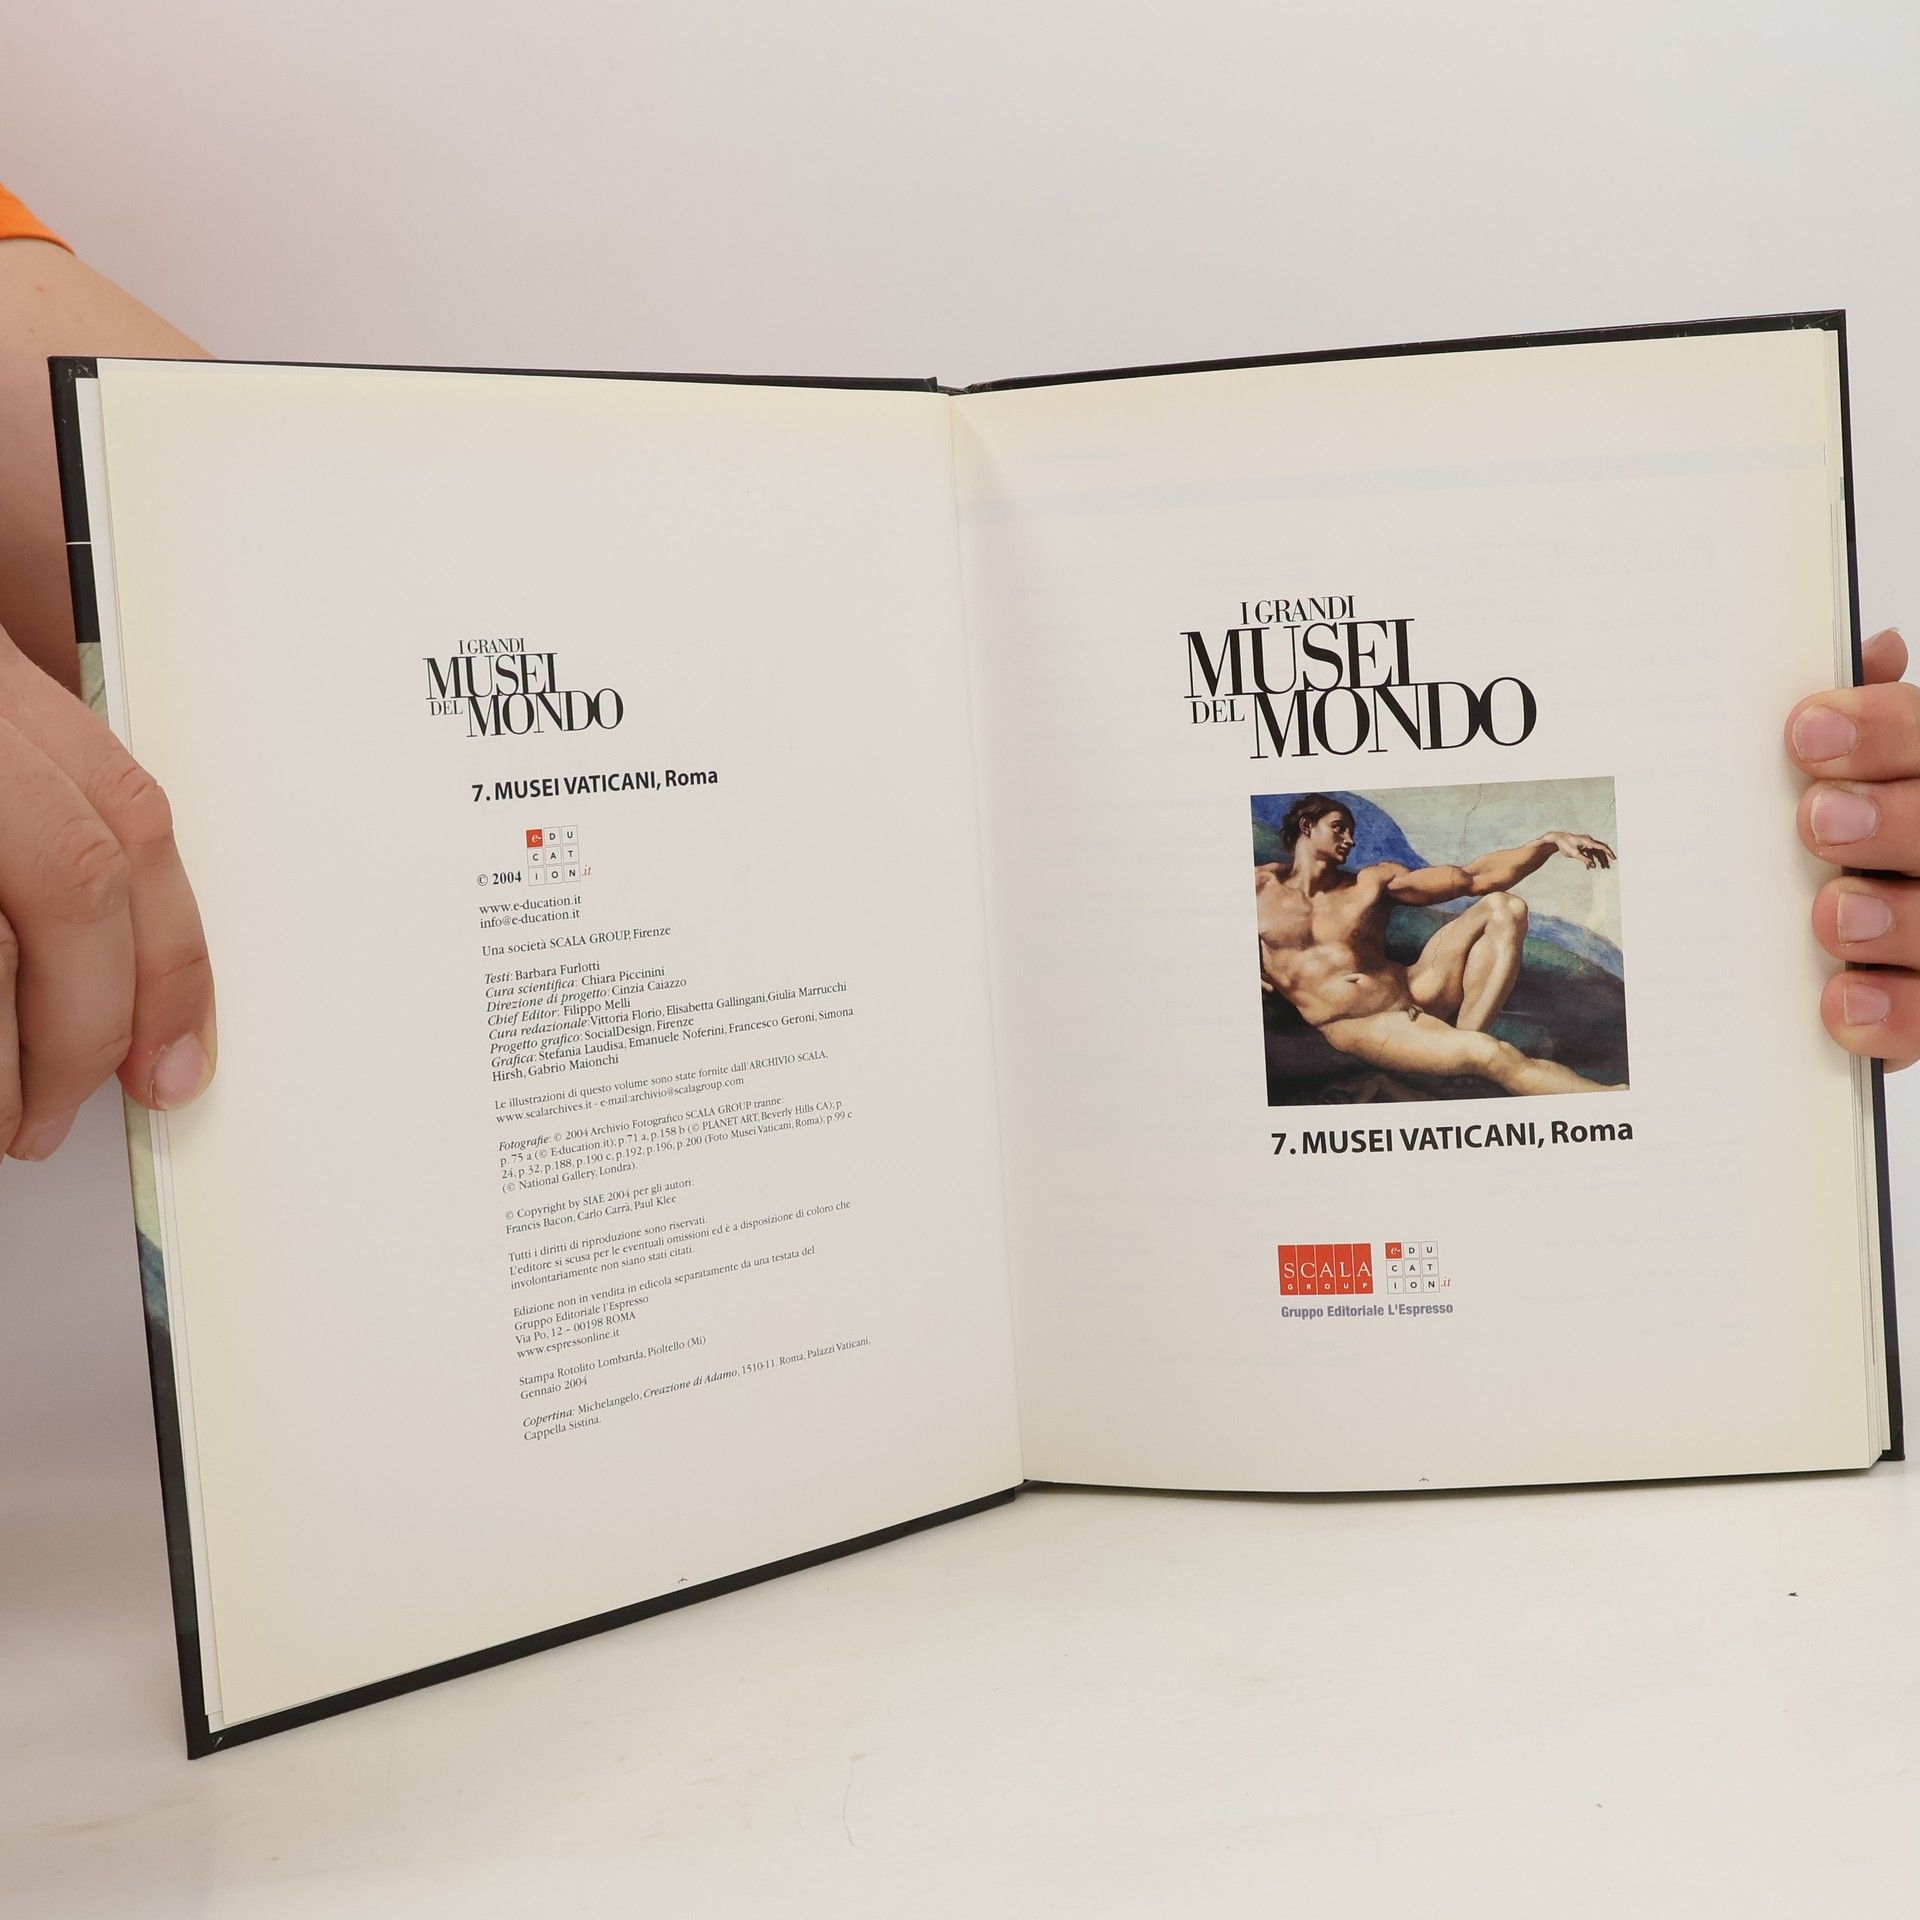 I GRANDI
MUSEI
DEL MONDO
7. MUSEI VATICANI, Roma
e-DU
CAT
© 2004 ION.it
www.e-ducation.it
info@e-ducation.it
Una società SCALA GROUP, Firenze
Testi: Barbara Furlotti
Cura scientifica: Chiara Piccinini
Direzione di progetto: Cinzia Caiazzo
Chief Editor: Filippo Melli
Cura redazionale: Vittoria Florio, Elisabetta Gallingani, Giulia Marrucchi
Progetto grafico: SocialDesign, Firenze
Grafica: Stefania Laudisa, Emanuele Noferini, Francesco Geroni, Simona
Hirsh, Gabrio Maionchi
Le illustrazioni di questo volume sono state fornite dall'ARCHIVIO SCALA,
www.scalarchives.it - e-mail:archivio@scalagroup.com
Fotografie: © 2004 Archivio Fotografico SCALA GROUP tranne:
p. 75 a (© E-ducation.it); p.71 a, p.158 b (© PLANET ART, Beverly Hills CA); p.
24, p.32, p.188, p.190 c, p.192, p.196, p.200 (Foto Musei Vaticani, Roma); p.99 c
(© National Gallery, Londra).
© Copyright by SIAE 2004 per gli autori:
Francis Bacon, Carlo Carrà, Paul Klee
Tutti i diritti di riproduzione sono riservati.
L'editore si scusa per le eventuali omissioni ed è a disposizione di coloro che
involontariamente non siano stati citati.
Edizione non in vendita in edicola separatamente da una testata del
Gruppo Editoriale l'Espresso
Via Po, 12 – 00198 ROMA
www.espressonline.it
Stampa Rotolito Lombarda, Pioltello (Mi)
Gennaio 2004
Copertina: Michelangelo, Creazione di Adamo, 1510-11. Roma, Palazzi Vaticani,
Cappella Sistina.
I GRANDI
MUSEI
DEL MONDO
7. MUSEI VATICANI, Roma
SCALA
GROUP
e-DU
CAT
ION.it
Gruppo Editoriale L'Espresso